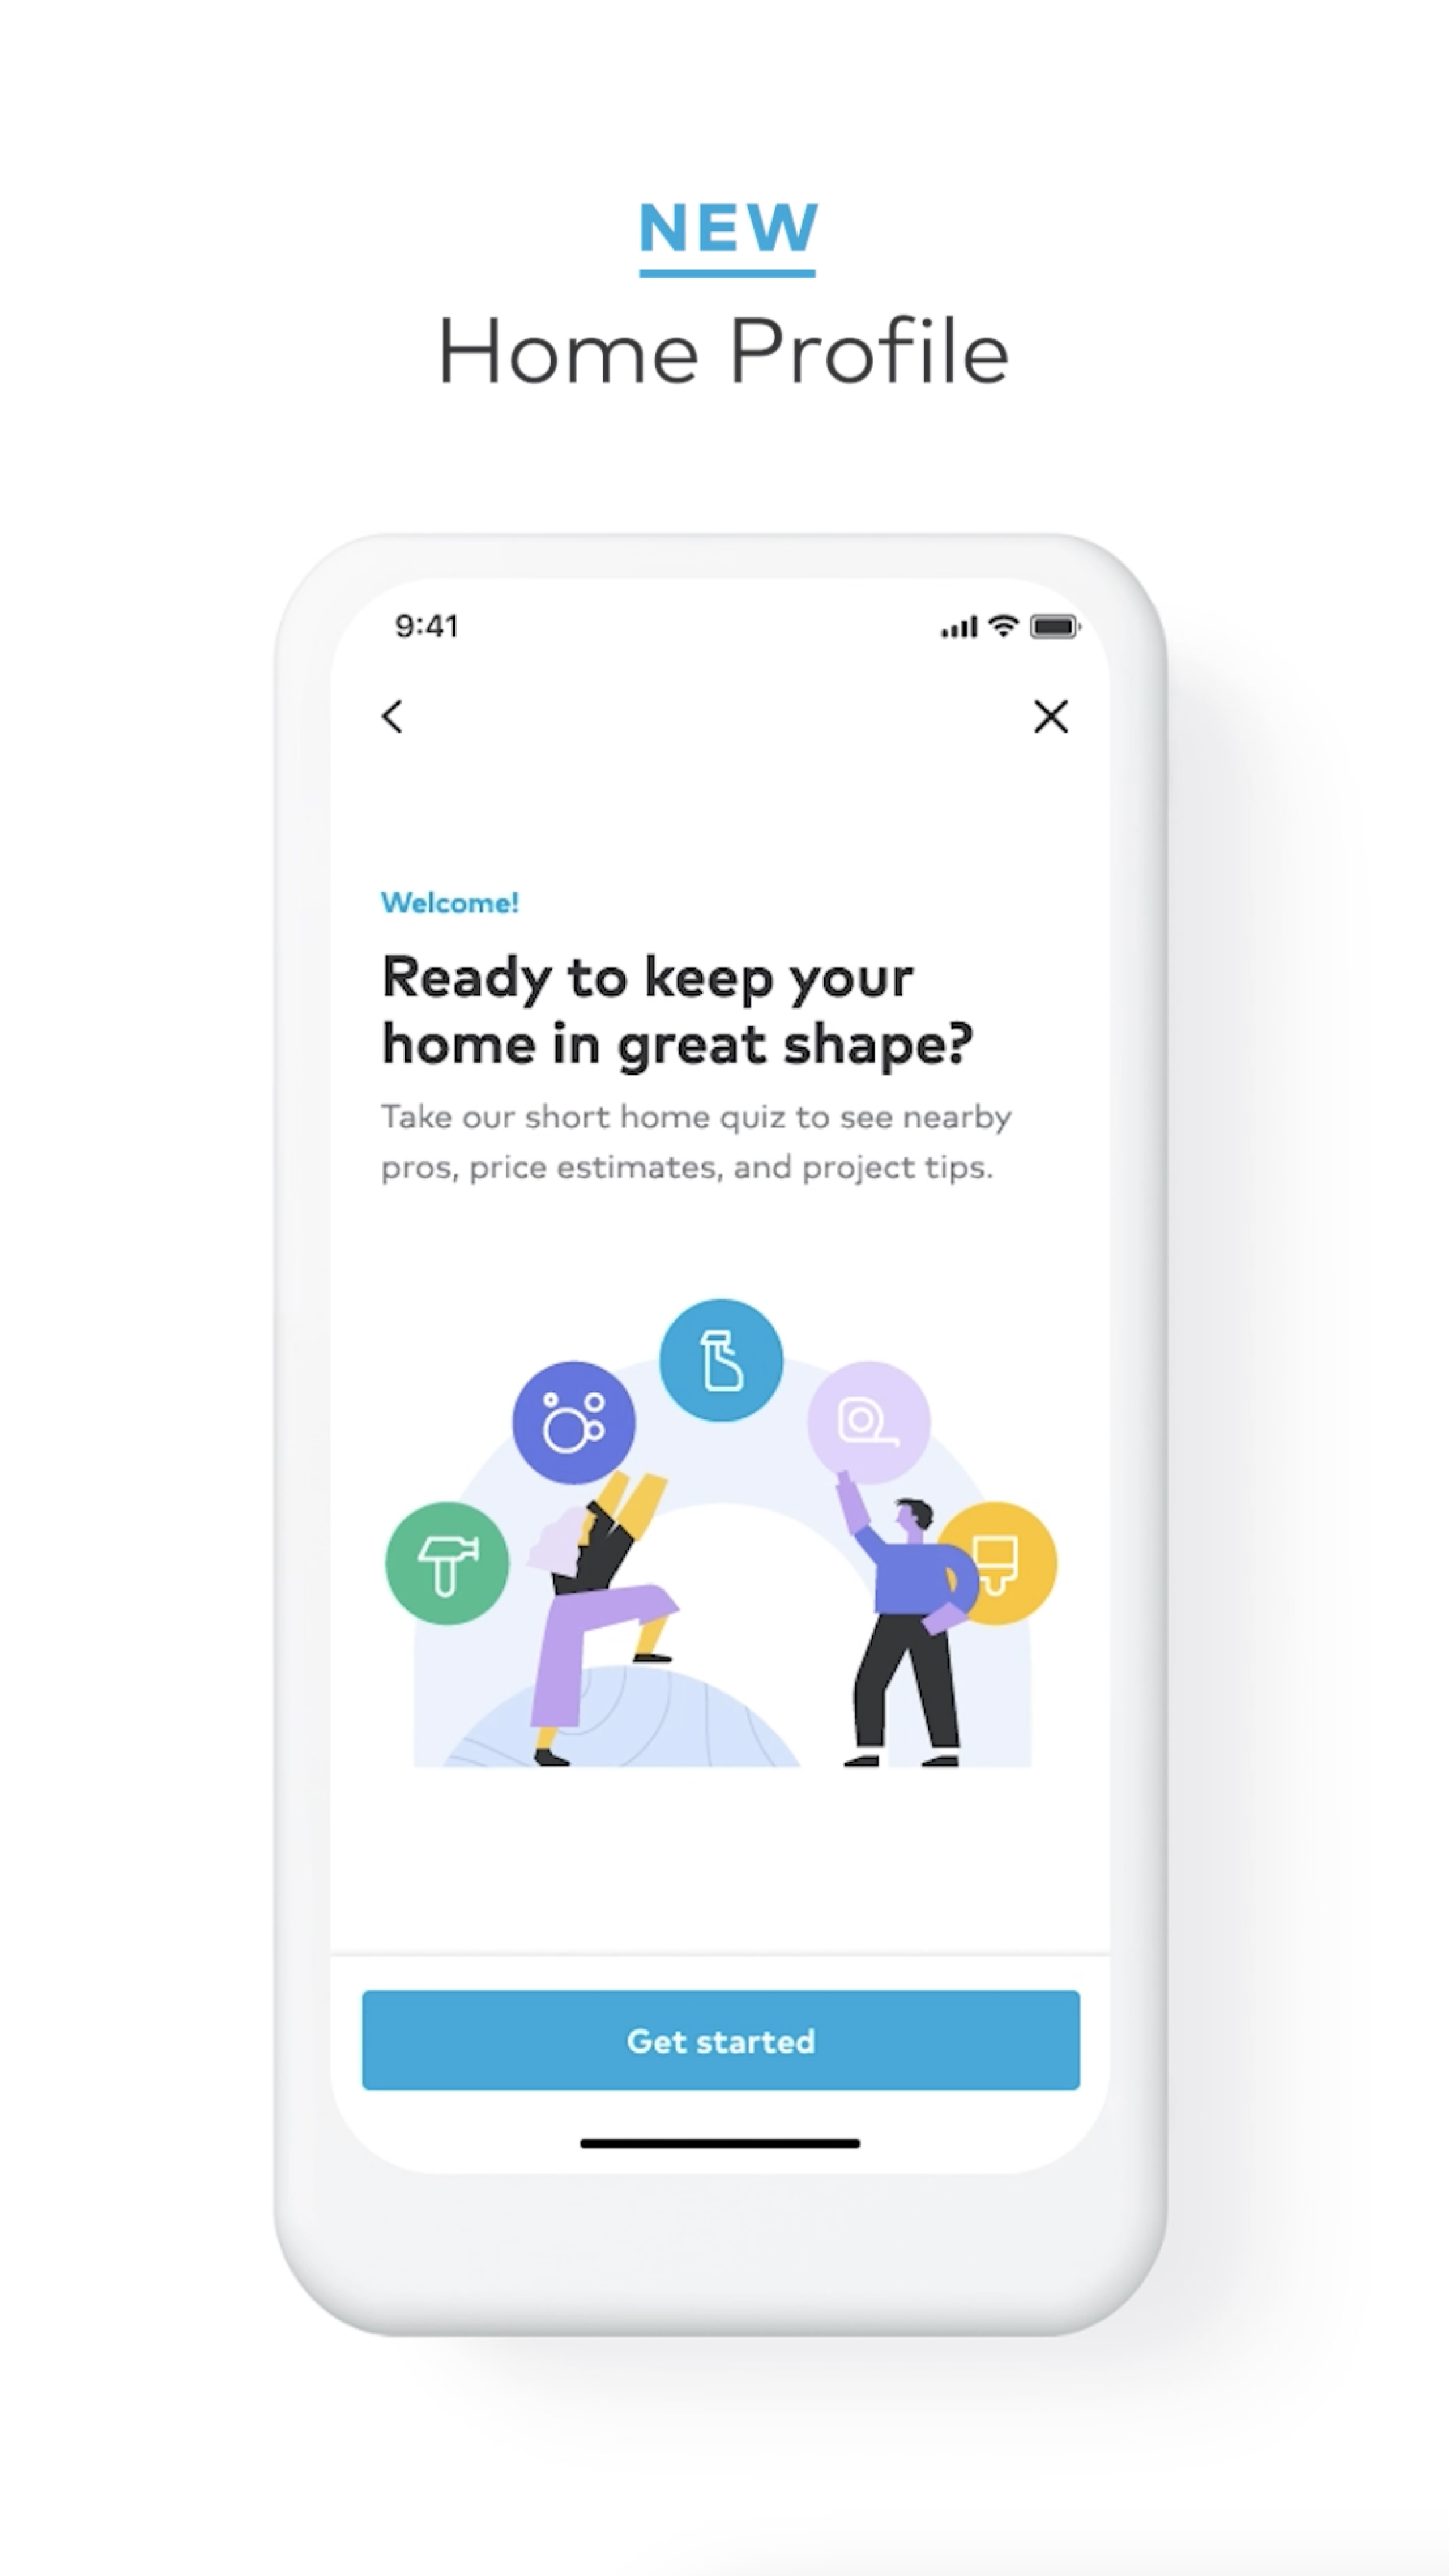 NEW
Home Profile
9:41
Welcome!
Ready to keep your
home in great shape?
Take our short home quiz to see nearby
pros, price estimates, and project tips.
Get started